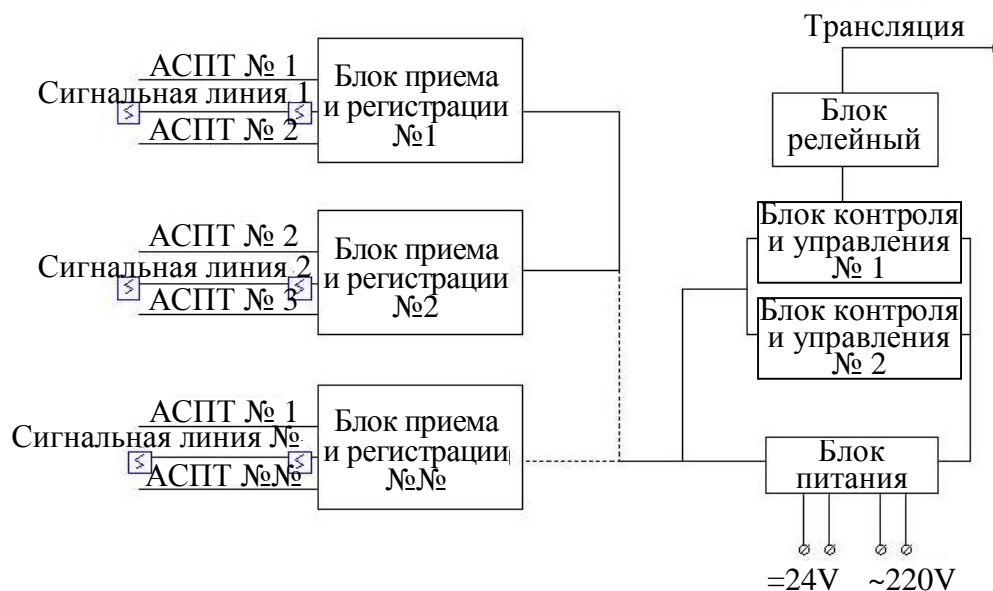 АСПТ № 1
Сигнальная линия 1
АСПТ № 2
Блок приема
и регистрации
№1
АСПТ № 2
Сигнальная линия 2
АСПТ № 3
Блок приема
и регистрации
№2
АСПТ № 1
Сигнальная линия №
АСПТ №№
Блок приема
и регистрации
№№
Трансляция
Блок
релейный
Блок контроля
и управления
№ 1
Блок контроля
и управления
№ 2
Блок
питания
=24V
~220V